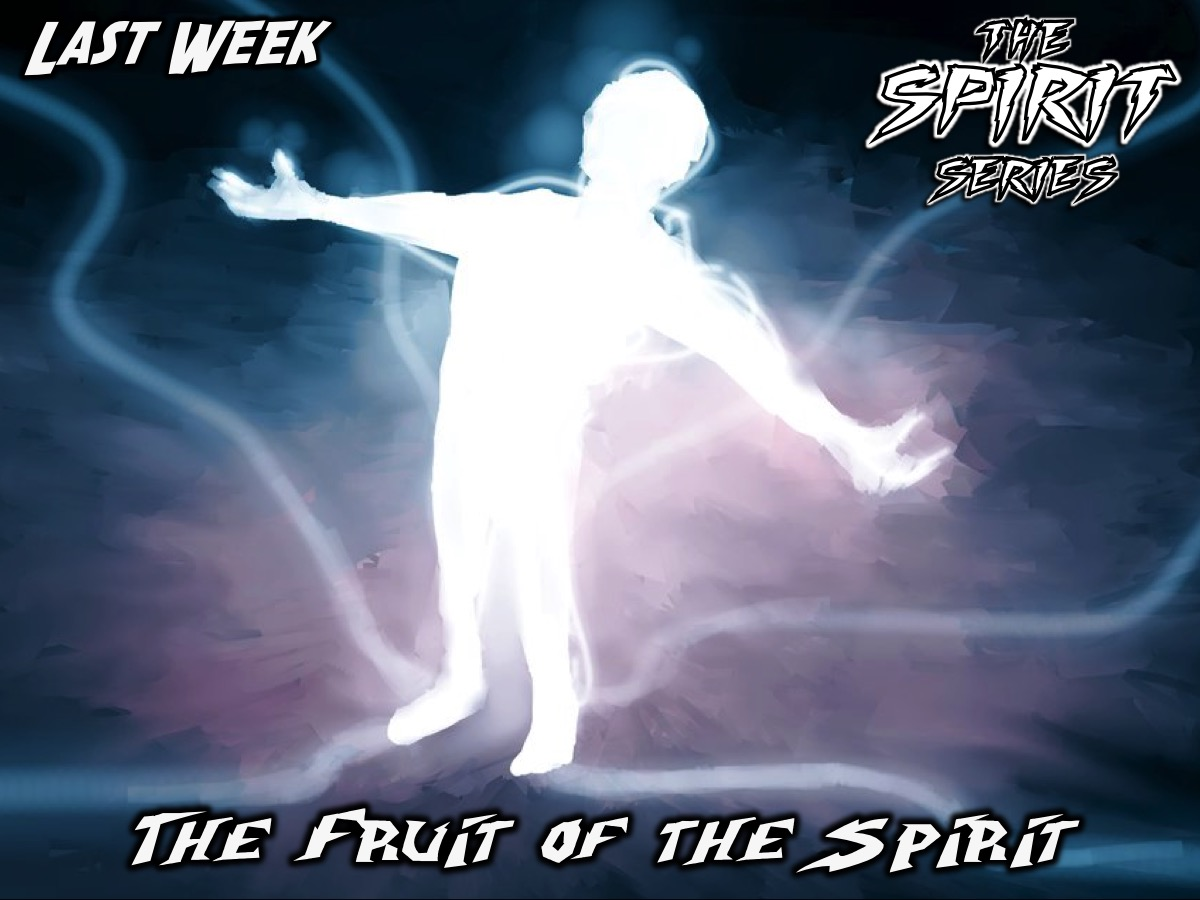 Last Week
The
Spirit
Series
The Fruit of the Spirit